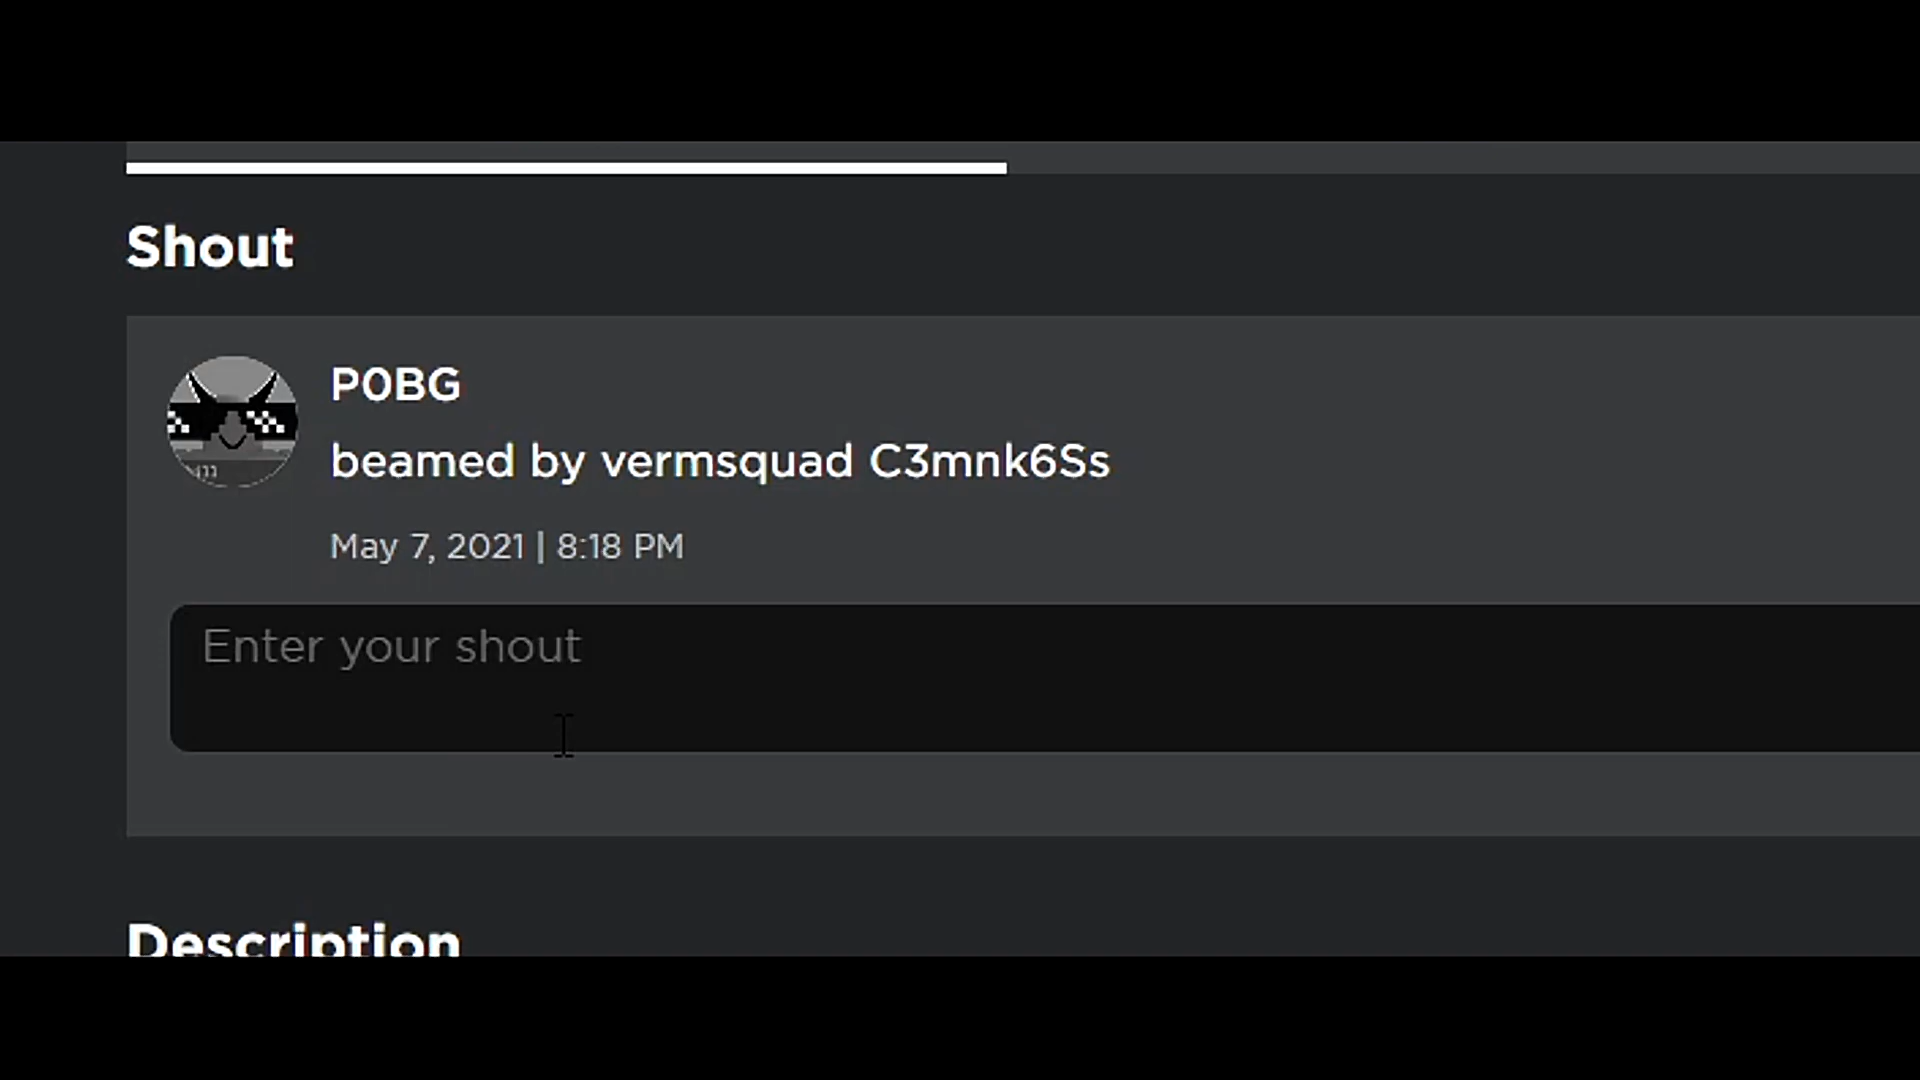 Shout
P0BG
beamed by vermsquad C3mnk6Ss
May 7, 2021 | 8:18 PM
Enter your shout
Description